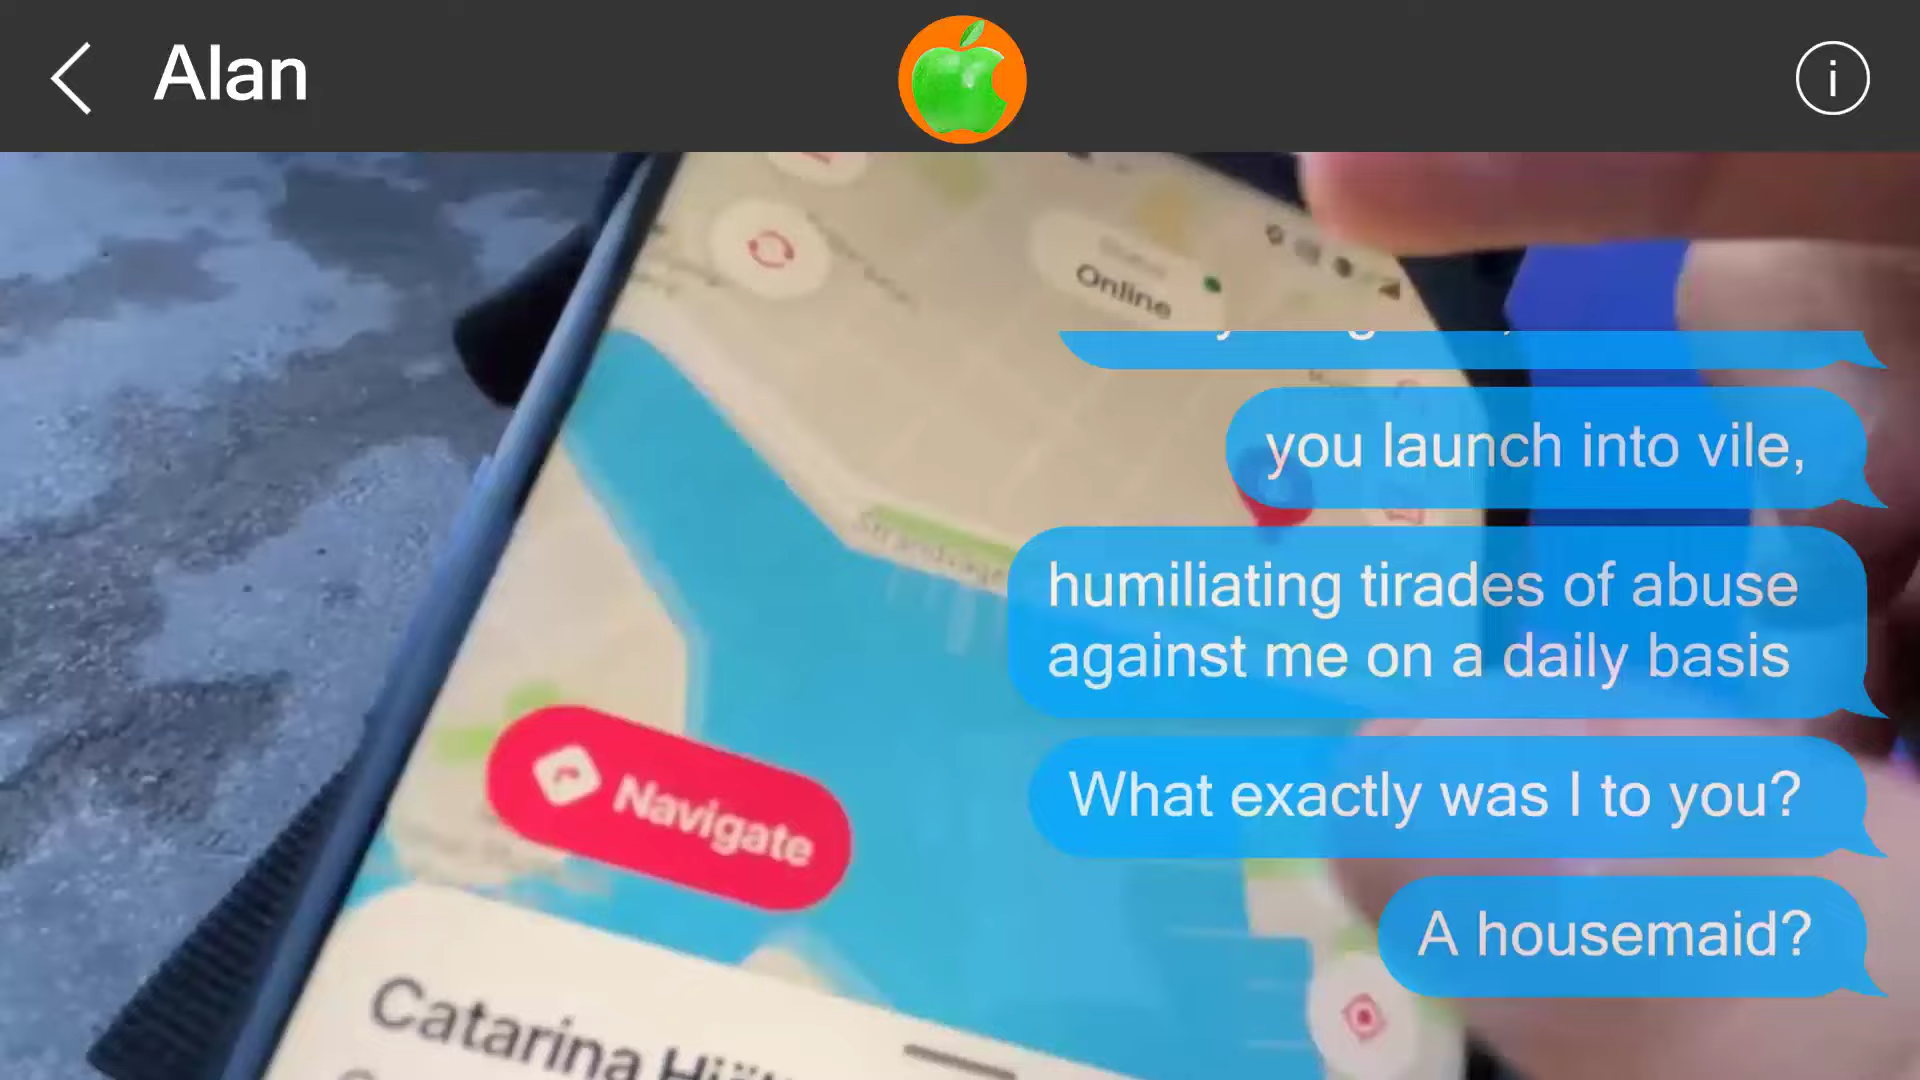 Alan
Online
you launch into vile,
humiliating tirades of abuse
against me on a daily basis
What exactly was I to you?
Navigate
A housemaid?
Catarina